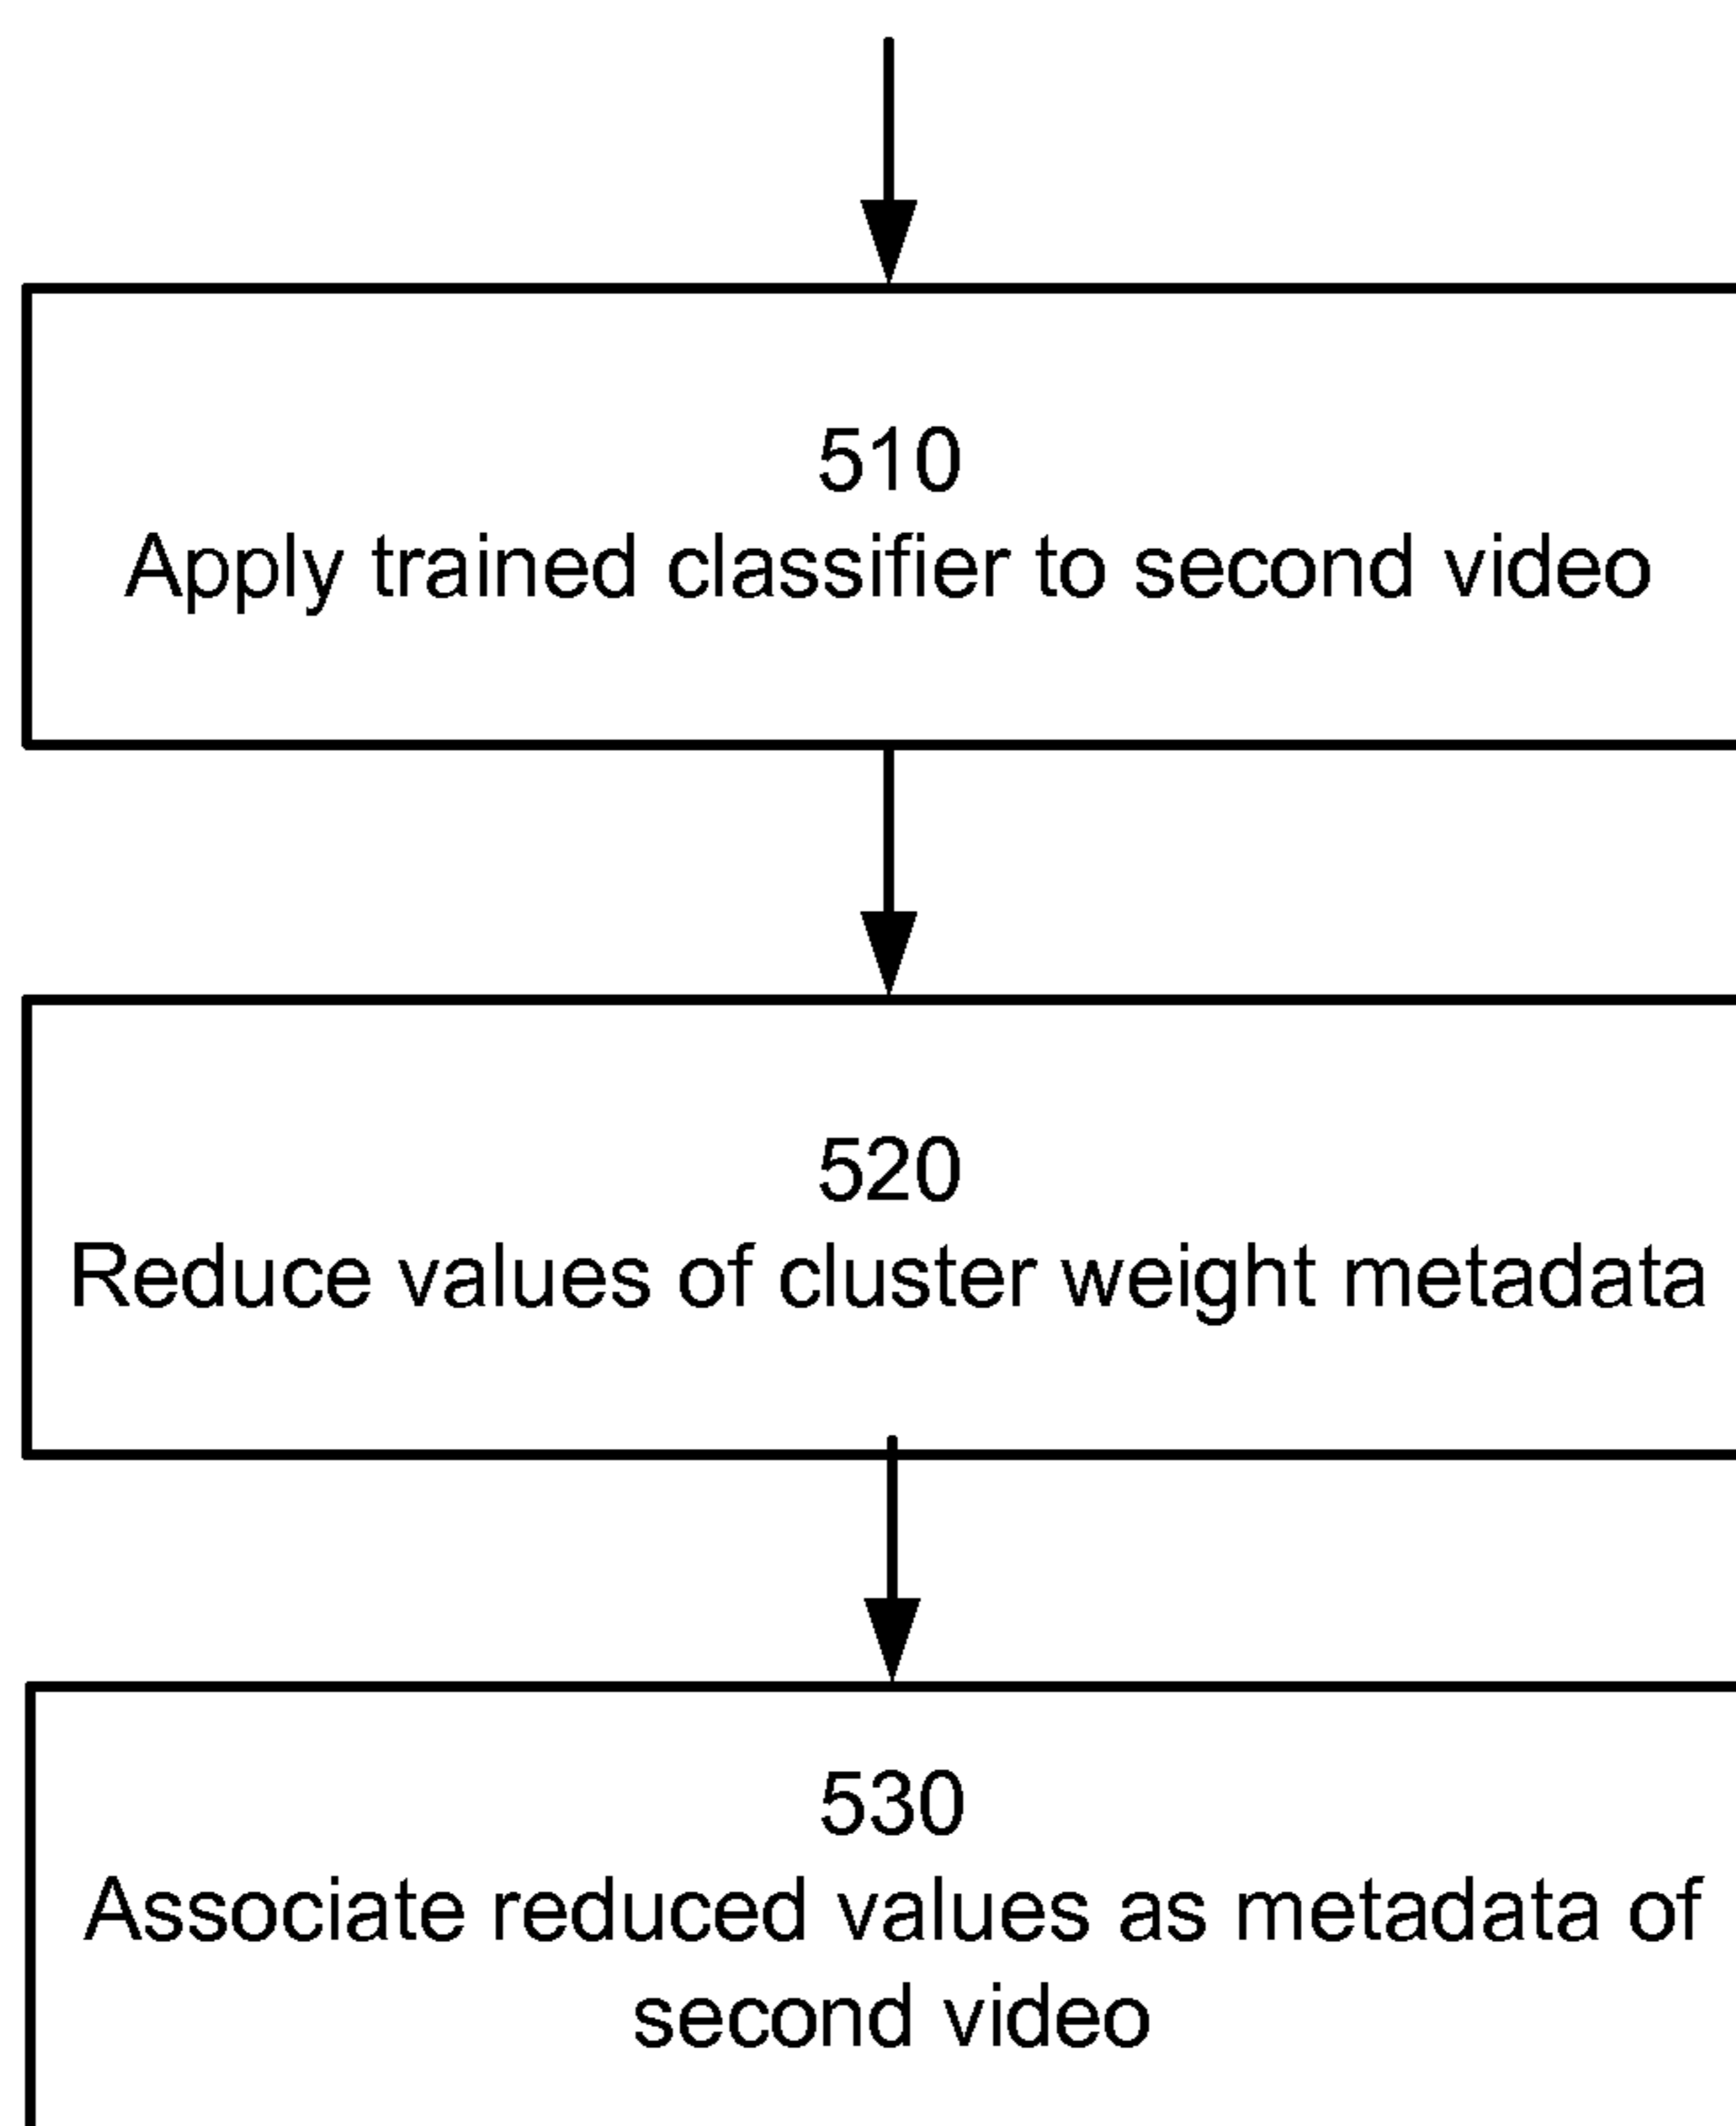 510
Apply trained classifier to second video
520
Reduce values of cluster weight metadata
530
Associate reduced values as metadata of
second video